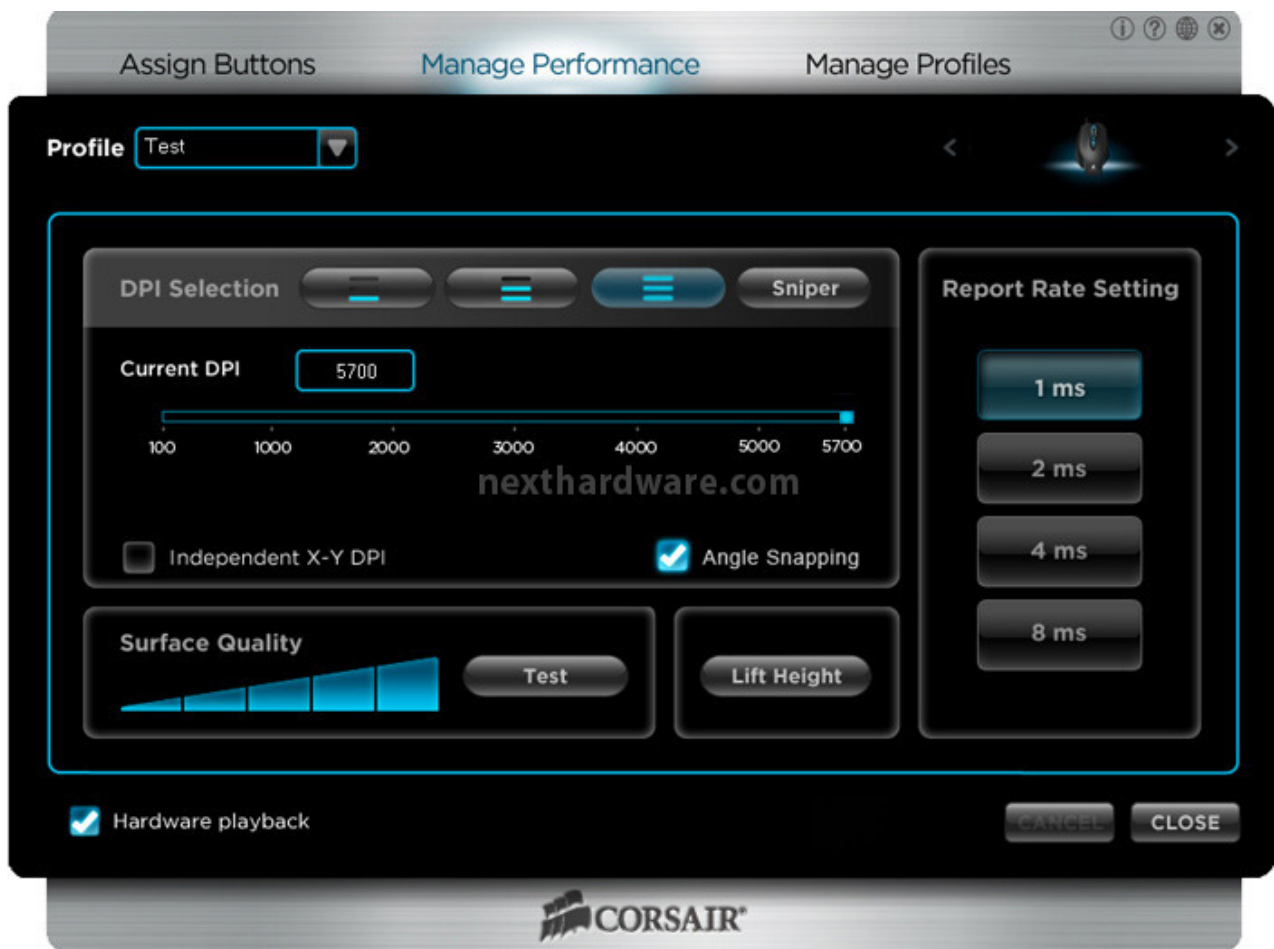 Assign Buttons Manage Performance Manage Profiles
Profile Test
DPI Selection Sniper
Current DPI 5700
100 1000 2000 3000 4000 5000 5700
nexthardware.com
Independent X-Y DPI Angle Snapping
Report Rate Setting
1 ms
2 ms
4 ms
8 ms
Surface Quality
Test
Lift Height
Hardware playback
CANCEL CLOSE
CORSAIR